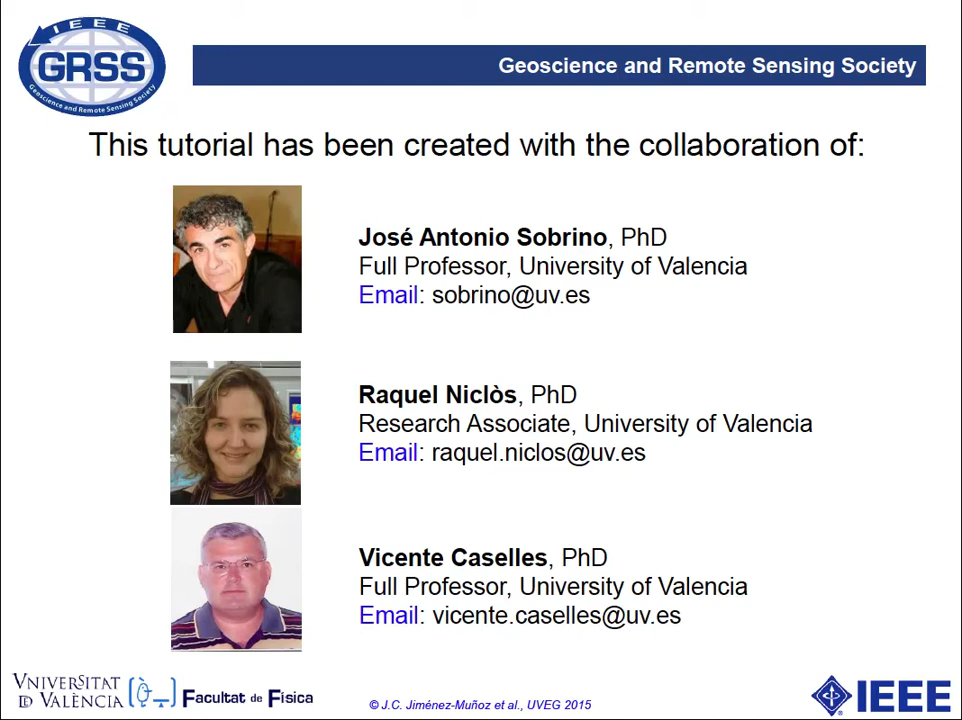 IEEE
GRSS
Geoscience and Remote Sensing Society
Geoscience and Remote Sensing Society
This tutorial has been created with the collaboration of:
José Antonio Sobrino, PhD
Full Professor, University of Valencia
Email: sobrino@uv.es
Raquel Niclòs, PhD
Research Associate, University of Valencia
Email: raquel.niclos@uv.es
Vicente Caselles, PhD
Full Professor, University of Valencia
Email: vicente.caselles@uv.es
VNIVERSITAT
DE VALÈNCIA
Facultat de Física
© J.C. Jiménez-Muñoz et al., UVEG 2015
IEEE